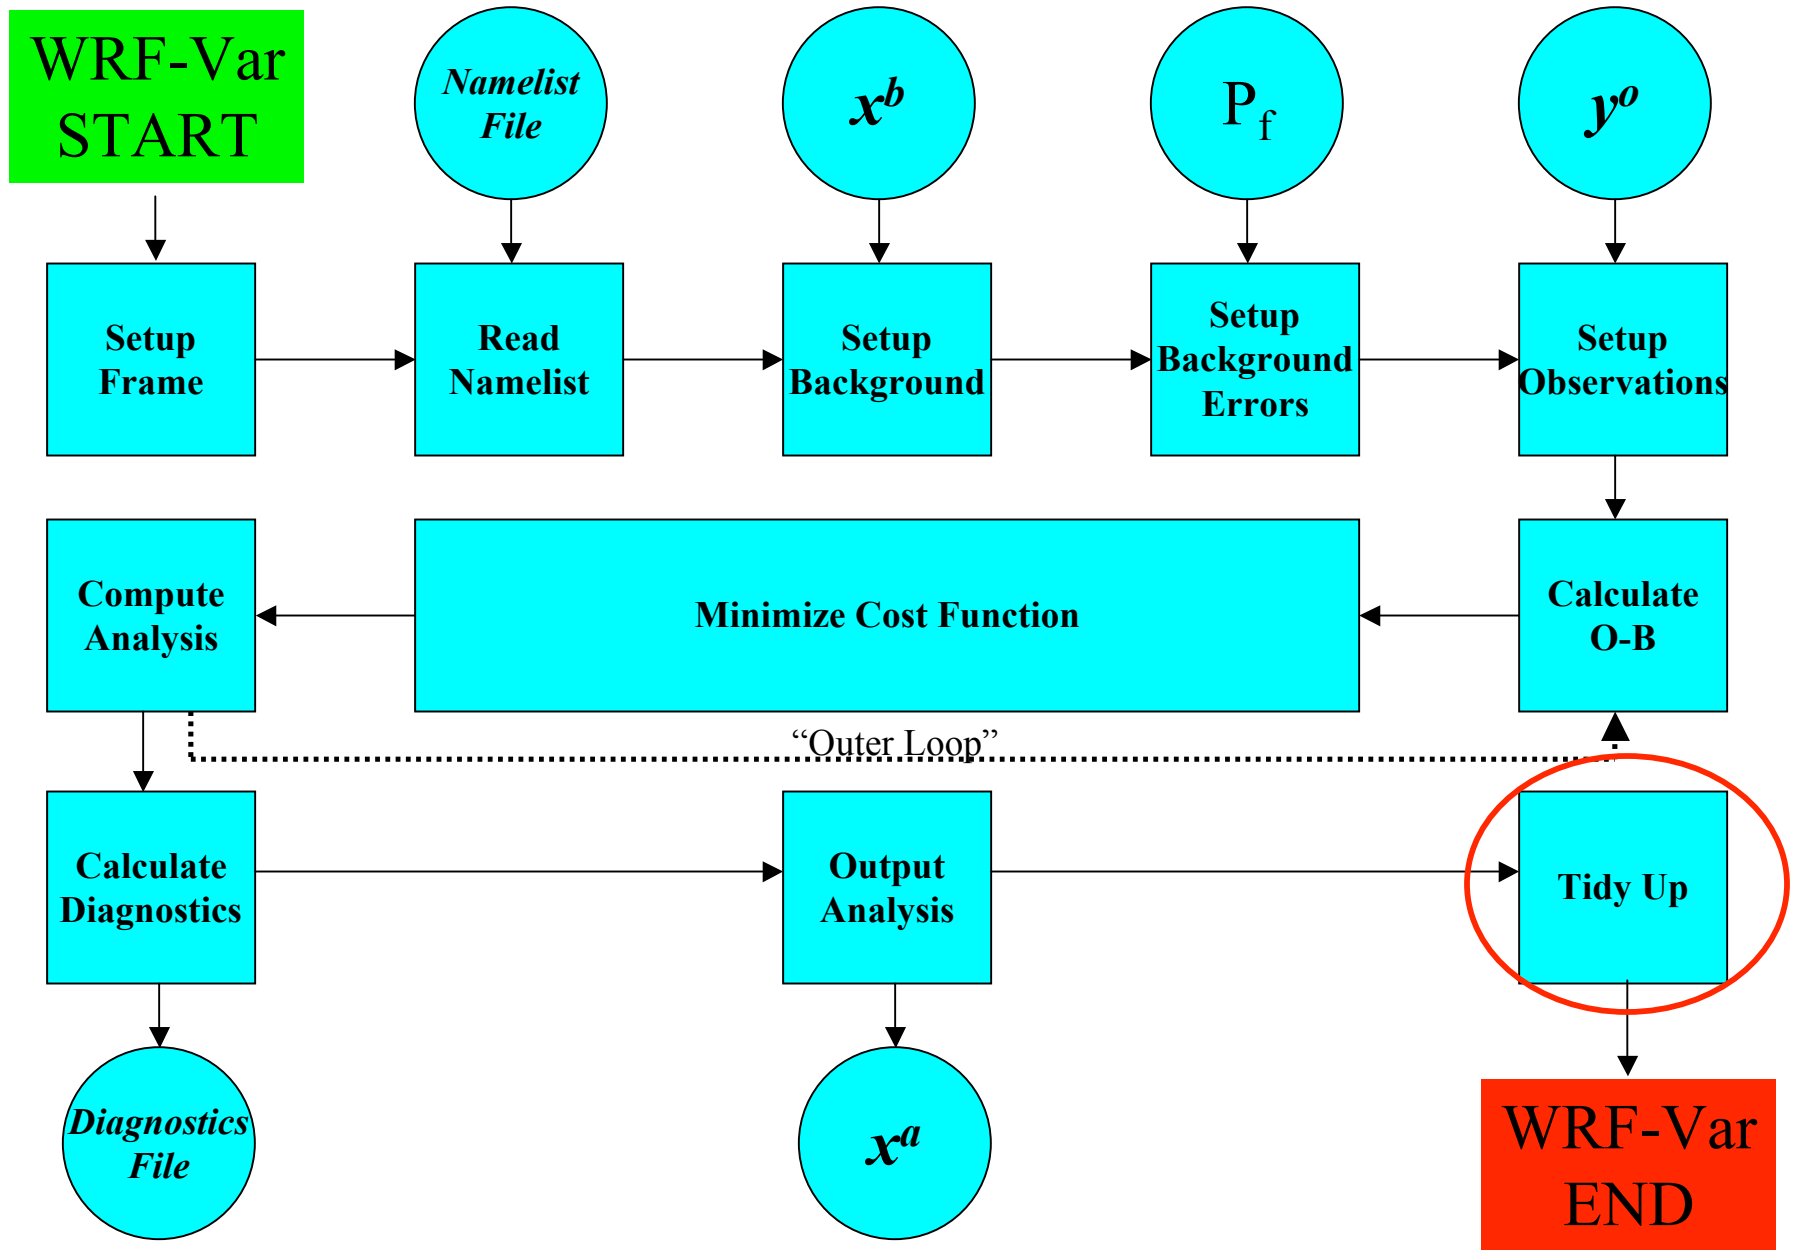 WRF-Var
START
Namelist
File
x^b
P_f
y^o
Setup
Frame
Read
Namelist
Setup
Background
Setup
Background
Errors
Setup
Observations
Compute
Analysis
Minimize Cost Function
Calculate
O-B
“Outer Loop”
Calculate
Diagnostics
Output
Analysis
Tidy Up
Diagnostics
File
x^a
WRF-Var
END